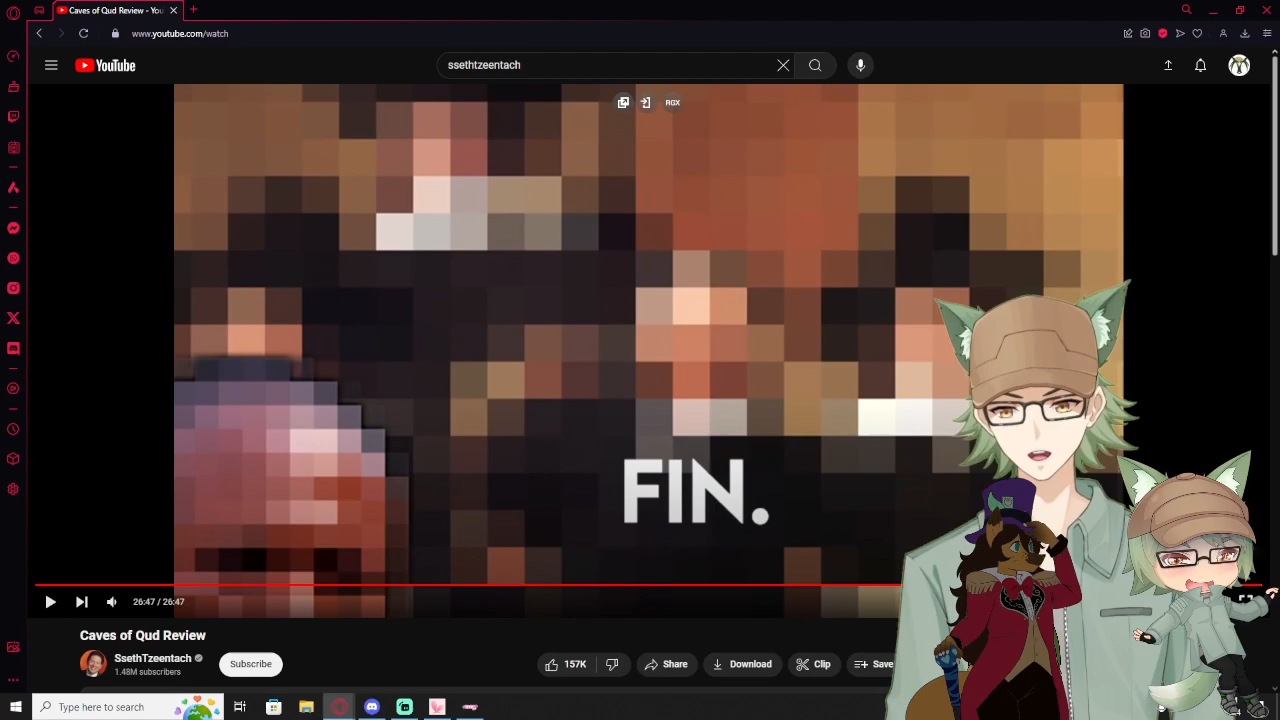 Caves of Qud Review - You
www.youtube.com/watch
YouTube
ssethtzeentach
RGX
FIN.
26:47 / 26:47
Caves of Qud Review
SsethTzeentach
1.48M subscribers
Subscribe
157K
Share
Download
Clip
Save
Type here to search